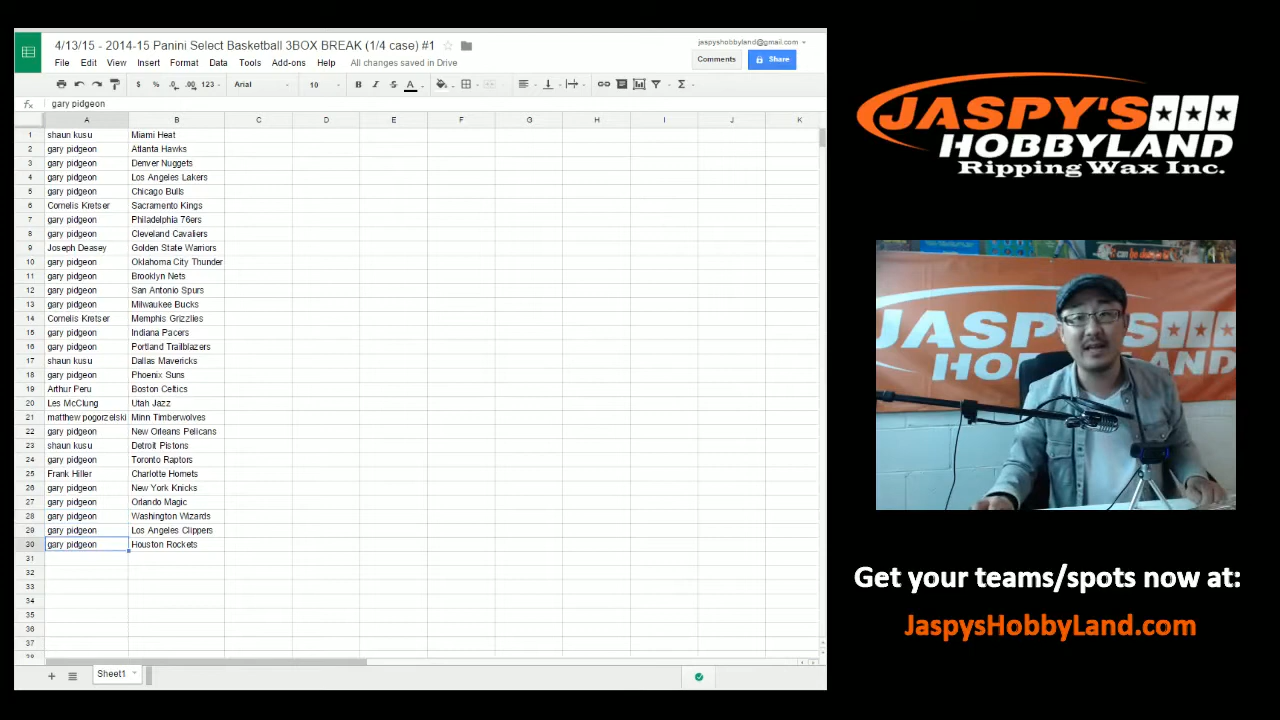 4/13/15 - 2014-15 Panini Select Basketball 3BOX BREAK (1/4 case) #1
jaspyshobbyland@gmail.com
File Edit View Insert Format Data Tools Add-ons Help All changes saved in Drive
Comments
Share
$ % .0 .00 123 Arial 10 B I S A Σ
fx gary pidgeon
A B C D E F G H I J K
1 shaun kusu Miami Heat
2 gary pidgeon Atlanta Hawks
3 gary pidgeon Denver Nuggets
4 gary pidgeon Los Angeles Lakers
5 gary pidgeon Chicago Bulls
6 Cornelis Kretser Sacramento Kings
7 gary pidgeon Philadelphia 76ers
8 gary pidgeon Cleveland Cavaliers
9 Joseph Deasey Golden State Warriors
10 gary pidgeon Oklahoma City Thunder
11 gary pidgeon Brooklyn Nets
12 gary pidgeon San Antonio Spurs
13 gary pidgeon Milwaukee Bucks
14 Cornelis Kretser Memphis Grizzlies
15 gary pidgeon Indiana Pacers
16 gary pidgeon Portland Trailblazers
17 shaun kusu Dallas Mavericks
18 gary pidgeon Phoenix Suns
19 Arthur Peru Boston Celtics
20 Les McClung Utah Jazz
21 matthew pogorzelski Minn Timberwolves
22 gary pidgeon New Orleans Pelicans
23 shaun kusu Detroit Pistons
24 gary pidgeon Toronto Raptors
25 Frank Hiller Charlotte Hornets
26 gary pidgeon New York Knicks
27 gary pidgeon Orlando Magic
28 gary pidgeon Washington Wizards
29 gary pidgeon Los Angeles Clippers
30 gary pidgeon Houston Rockets
31
32
33
34
35
36
37
Sheet1
JASPY'S
HOBBYLAND
Ripping Wax Inc.
JASPY'S
HOBBYLAND
Get your teams/spots now at:
JaspysHobbyLand.com